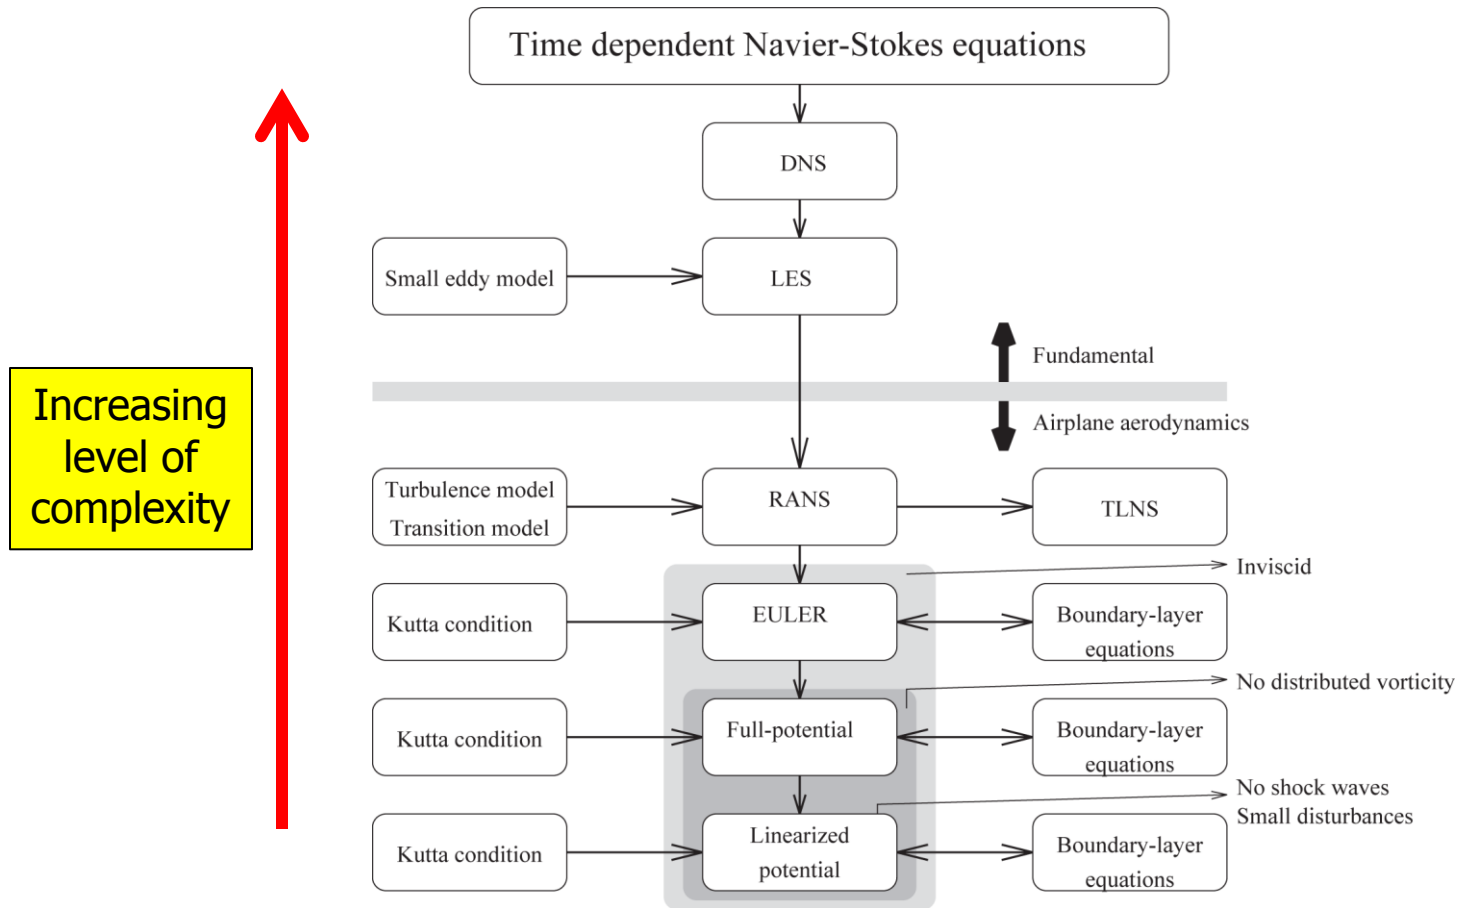 Time dependent Navier-Stokes equations
DNS
Small eddy model
LES
Fundamental
Airplane aerodynamics
Increasing
level of
complexity
Turbulence model
Transition model
RANS
TLNS
Inviscid
Kutta condition
EULER
Boundary-layer
equations
No distributed vorticity
Kutta condition
Full-potential
Boundary-layer
equations
No shock waves
Small disturbances
Kutta condition
Linearized
potential
Boundary-layer
equations